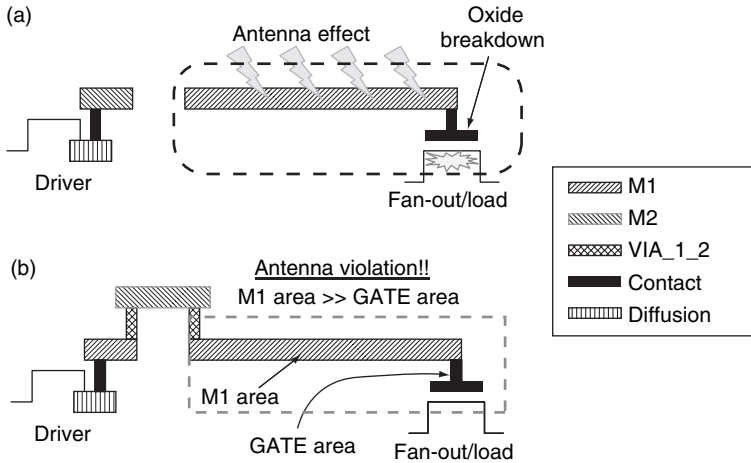 (a)
Antenna effect
Oxide
breakdown
Driver
Fan-out/load
M1
M2
VIA_1_2
Contact
Diffusion
(b)
Antenna violation!!
M1 area >> GATE area
M1 area
GATE area
Driver
Fan-out/load